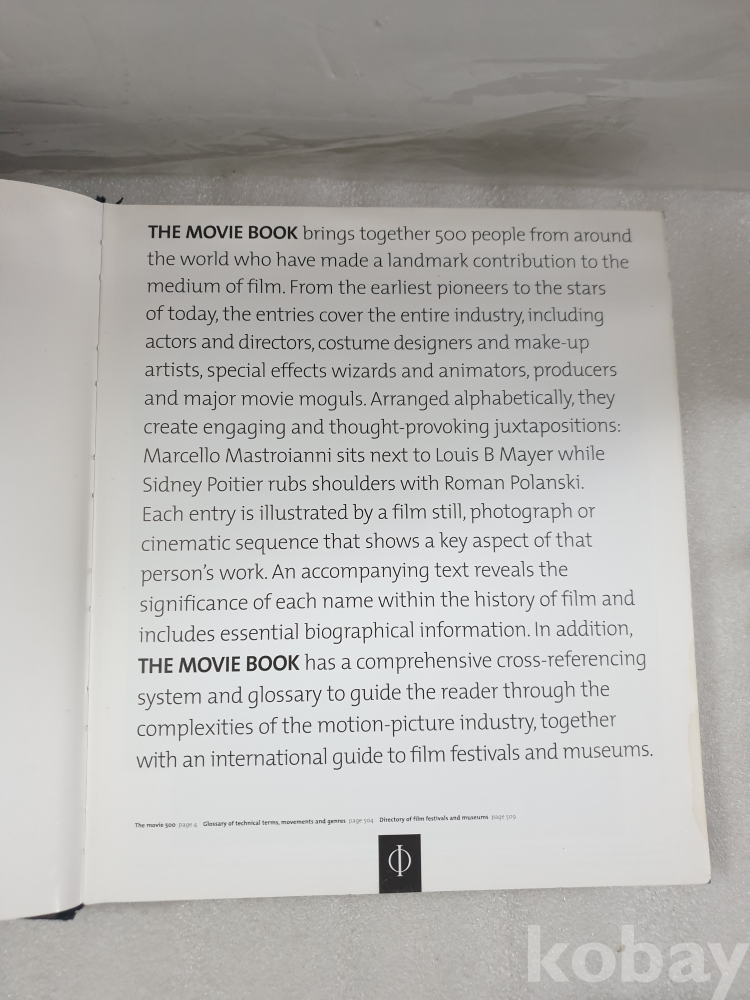 THE MOVIE BOOK brings together 500 people from around
the world who have made a landmark contribution to the
medium of film. From the earliest pioneers to the stars
of today, the entries cover the entire industry, including
actors and directors, costume designers and make-up
artists, special effects wizards and animators, producers
and major movie moguls. Arranged alphabetically, they
create engaging and thought-provoking juxtapositions:
Marcello Mastroianni sits next to Louis B Mayer while
Sidney Poitier rubs shoulders with Roman Polanski.
Each entry is illustrated by a film still, photograph or
cinematic sequence that shows a key aspect of that
person's work. An accompanying text reveals the
significance of each name within the history of film and
includes essential biographical information. In addition,
THE MOVIE BOOK has a comprehensive cross-referencing
system and glossary to guide the reader through the
complexities of the motion-picture industry, together
with an international guide to film festivals and museums.
The movie 500 page 4 Glossary of technical terms, movements and genres page 504 Directory of film festivals and museums page 509
Φ
kobay